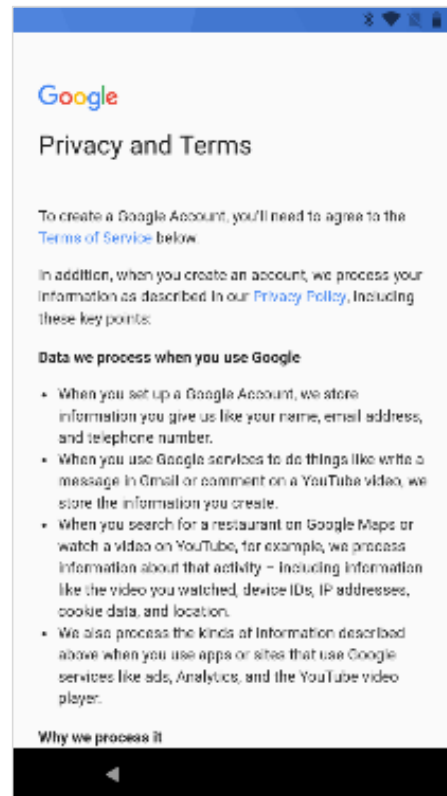 Google
Privacy and Terms
To create a Google Account, you'll need to agree to the
Terms of Service below.
In addition, when you create an account, we process your
information as described in our Privacy Policy, including
these key points:
Data we process when you use Google
• When you set up a Google Account, we store
information you give us like your name, email address,
and telephone number.
• When you use Google services to do things like write a
message in Gmail or comment on a YouTube video, we
store the information you create.
• When you search for a restaurant on Google Maps or
watch a video on YouTube, for example, we process
information about that activity – including information
like the video you watched, device IDs, IP addresses,
cookie data, and location.
• We also process the kinds of information described
above when you use apps or sites that use Google
services like ads, Analytics, and the YouTube video
player.
Why we process it